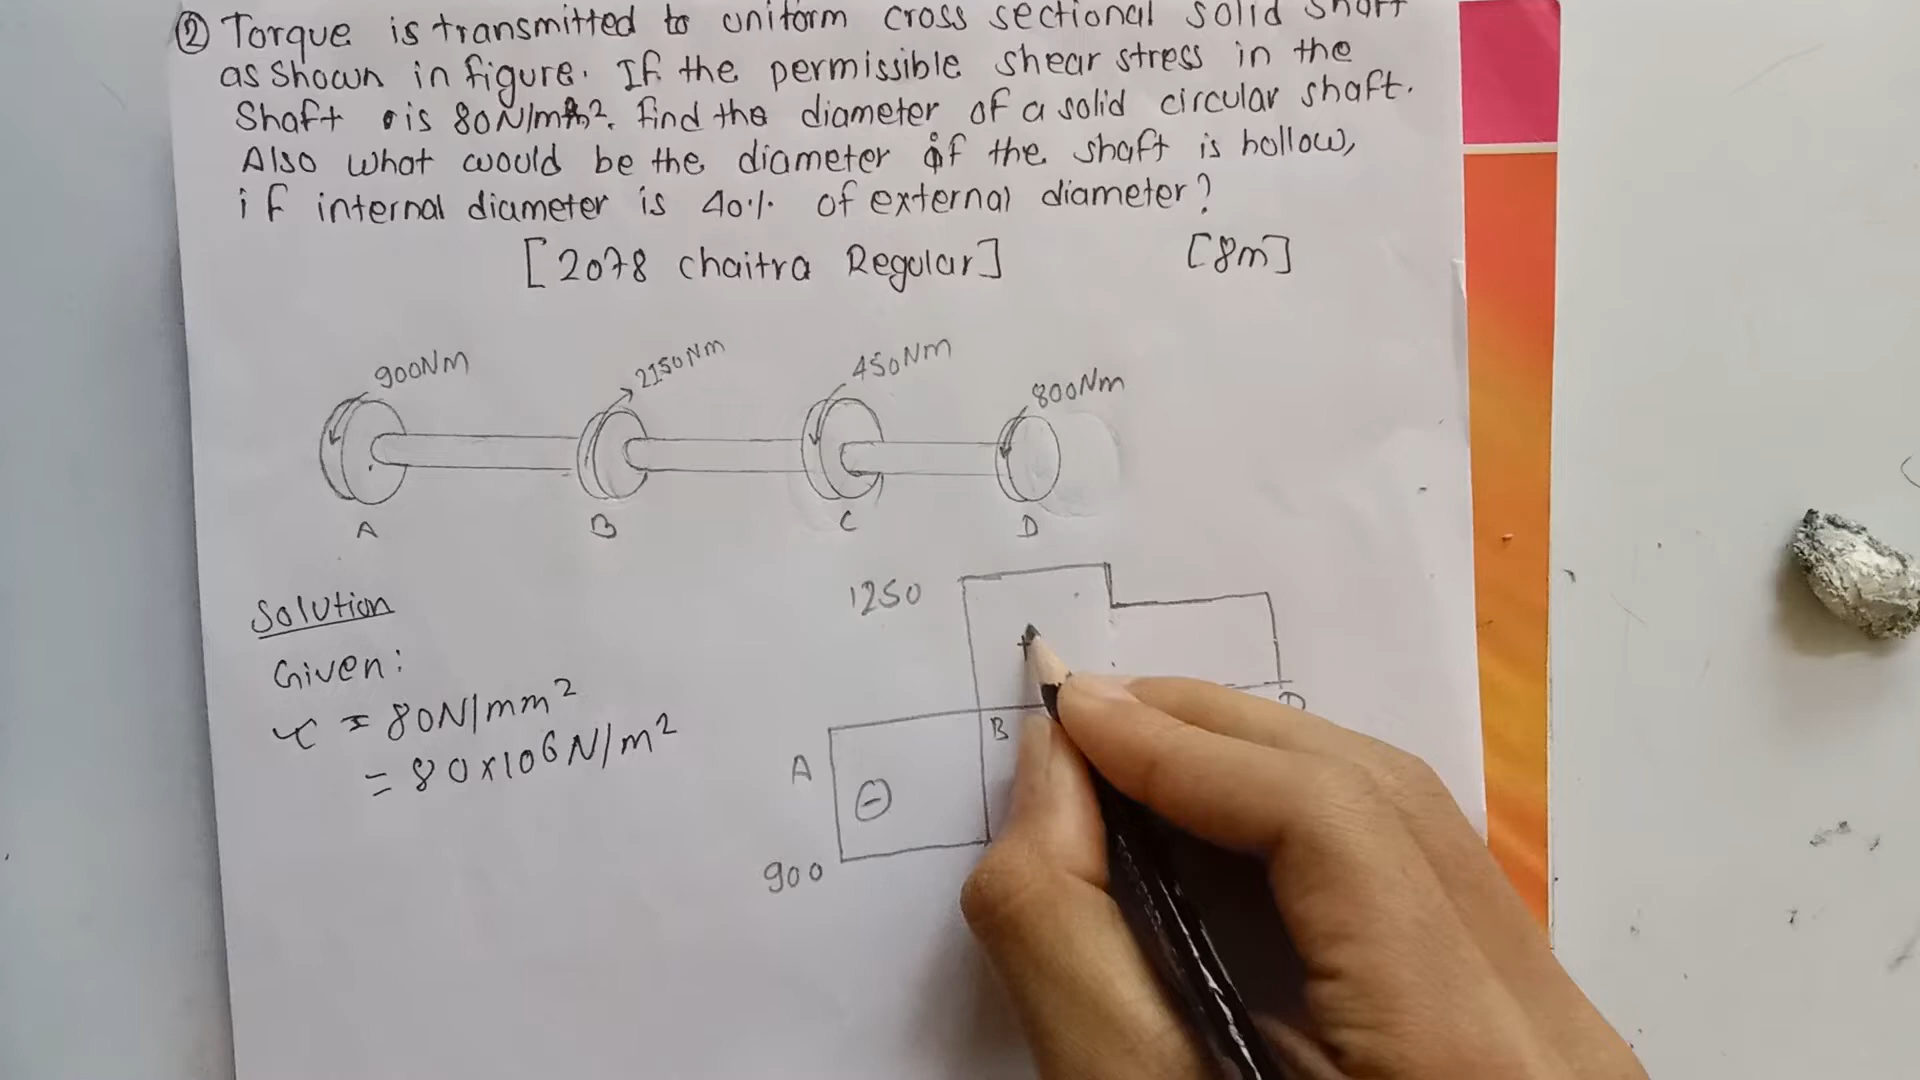 ② Torque is transmitted to uniform cross sectional solid shaft
as shown in figure. If the permissible shear stress in the
shaft is 80N/mm². find the diameter of a solid circular shaft.
Also what would be the diameter if the shaft is hollow,
if internal diameter is 40% of external diameter?
[2078 chaitra Regular] [8m]
900Nm 2150Nm 450Nm 800Nm
A B C D
Solution
Given:
τ = 80N/mm²
= 80x106N/m²
1250
+
A B D
⊖
900